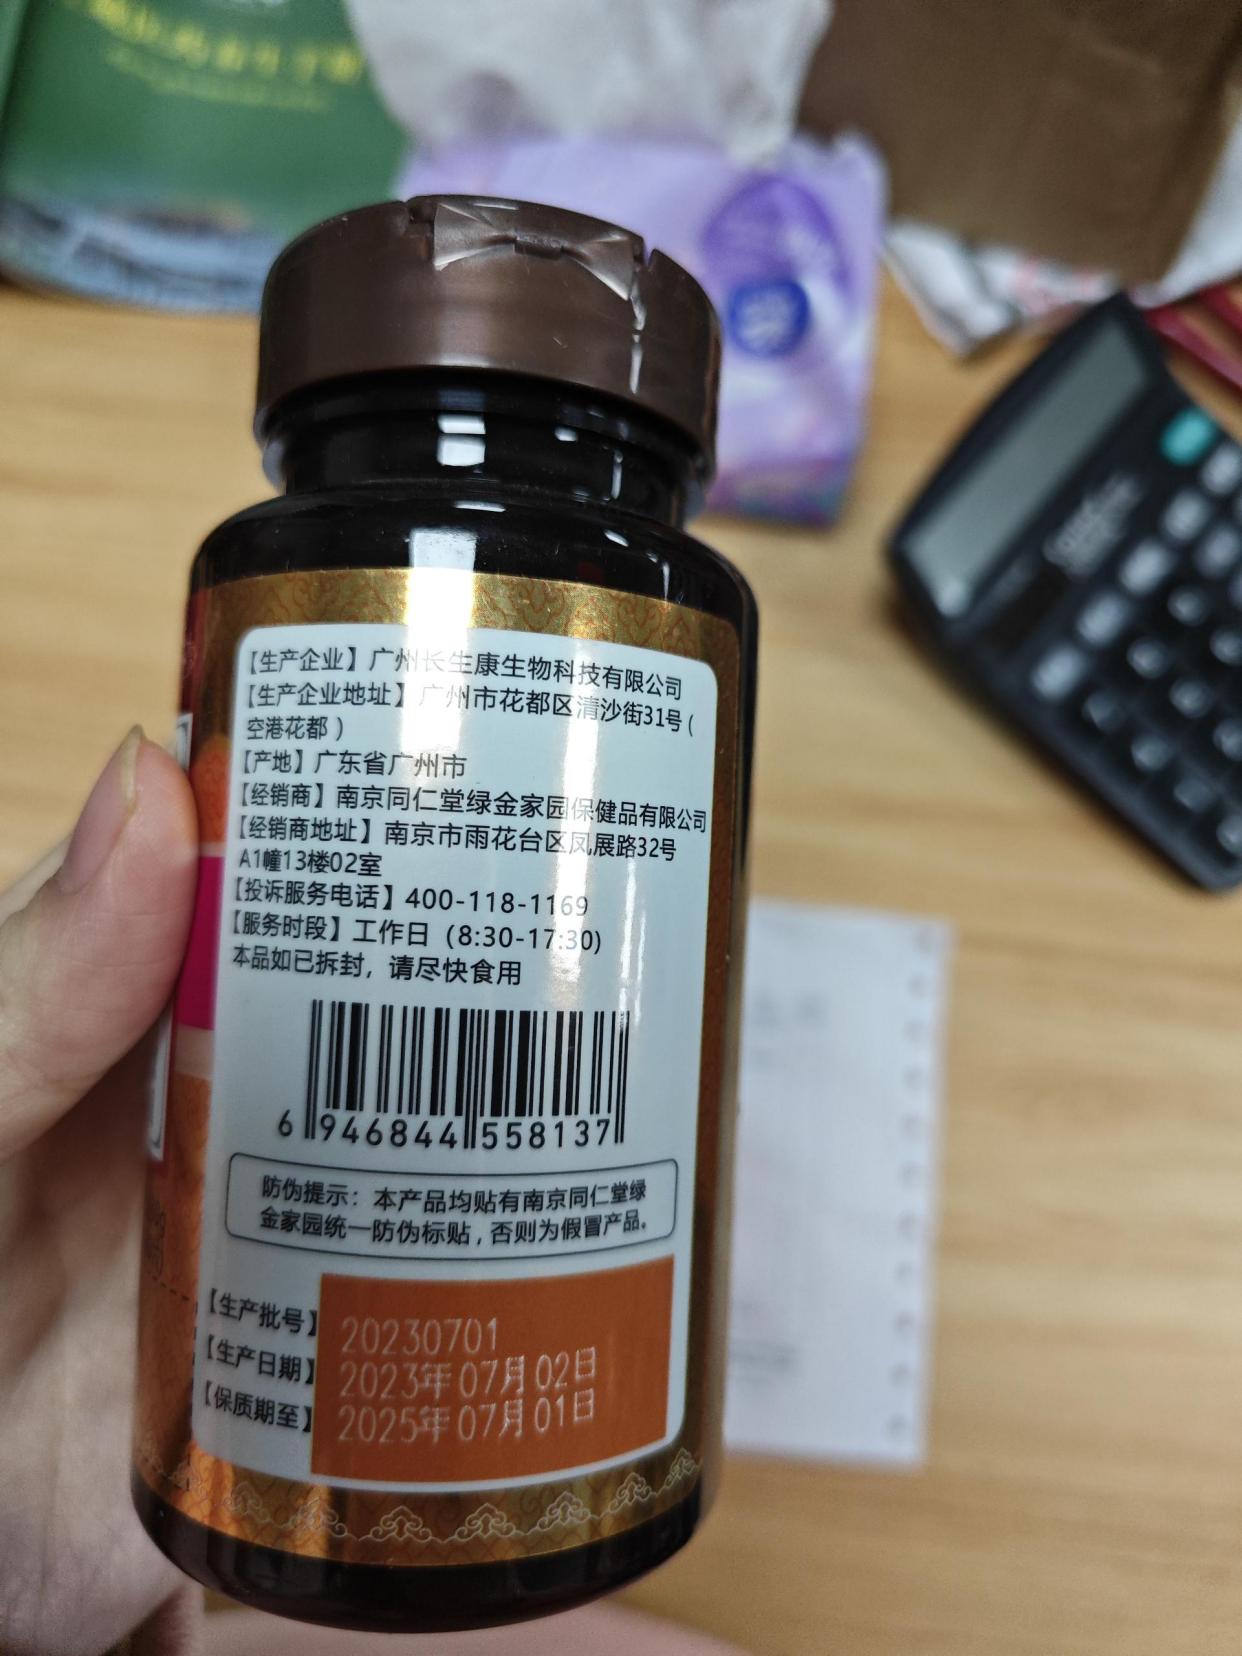 【生产企业】广州长生康生物科技有限公司
【生产企业地址】广州市花都区清沙街31号(
空港花都）
【产地】广东省广州市
【经销商】南京同仁堂绿金家园保健品有限公司
【经销商地址】南京市雨花台区凤展路32号
A1幢13楼02室
【投诉服务电话】400-118-1169
【服务时段】工作日（8:30-17:30)
本品如已拆封，请尽快食用
6 946844 558137
防伪提示：本产品均贴有南京同仁堂绿
金家园统一防伪标贴，否则为假冒产品。
【生产批号】20230701
【生产日期】2023年07月02日
【保质期至】2025年07月01日